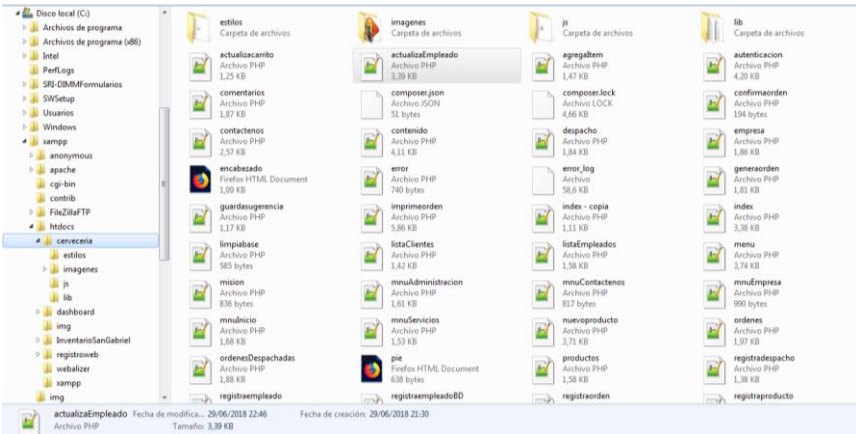 Disco local (C:)
Archivos de programa
Archivos de programa (x86)
Intel
PerfLogs
SRI-DIMMFormularios
SWSetup
Usuarios
Windows
xampp
anonymous
apache
cgi-bin
contrib
FileZillaFTP
htdocs
cerveceria
estilos
imagenes
js
lib
dashboard
img
InventarioSanGabriel
registroweb
webalizer
xampp
img
estilos
Carpeta de archivos
imagenes
Carpeta de archivos
js
Carpeta de archivos
lib
Carpeta de archivos
actualizacarrito
Archivo PHP
1,25 KB
actualizaEmpleado
Archivo PHP
3,39 KB
agregaItem
Archivo PHP
1,47 KB
autenticacion
Archivo PHP
4,20 KB
comentarios
Archivo PHP
1,87 KB
composer.json
Archivo JSON
51 bytes
composer.lock
Archivo LOCK
4,66 KB
confirmaorden
Archivo PHP
194 bytes
contactenos
Archivo PHP
2,57 KB
contenido
Archivo PHP
4,11 KB
despacho
Archivo PHP
1,84 KB
empresa
Archivo PHP
1,86 KB
encabezado
Firefox HTML Document
1,09 KB
error
Archivo PHP
740 bytes
error_log
Archivo
58,6 KB
generaorden
Archivo PHP
1,81 KB
guardasugerencia
Archivo PHP
1,17 KB
imprimeorden
Archivo PHP
5,86 KB
index - copia
Archivo PHP
1,11 KB
index
Archivo PHP
3,38 KB
limpiabase
Archivo PHP
585 bytes
listaClientes
Archivo PHP
1,42 KB
listaEmpleados
Archivo PHP
1,58 KB
menu
Archivo PHP
3,74 KB
mision
Archivo PHP
836 bytes
mnuAdministracion
Archivo PHP
1,61 KB
mnuContactenos
Archivo PHP
817 bytes
mnuEmpresa
Archivo PHP
990 bytes
mnuInicio
Archivo PHP
1,68 KB
mnuServicios
Archivo PHP
1,53 KB
nuevoproducto
Archivo PHP
3,71 KB
ordenes
Archivo PHP
1,97 KB
ordenesDespachadas
Archivo PHP
1,88 KB
pie
Firefox HTML Document
638 bytes
productos
Archivo PHP
1,58 KB
registradespacho
Archivo PHP
1,38 KB
registraempleado
registraempleadoBD
registraorden
registraproducto
actualizaEmpleado Fecha de modifica... 29/06/2018 22:46 Fecha de creación: 29/06/2018 21:30
Archivo PHP Tamaño: 3,39 KB